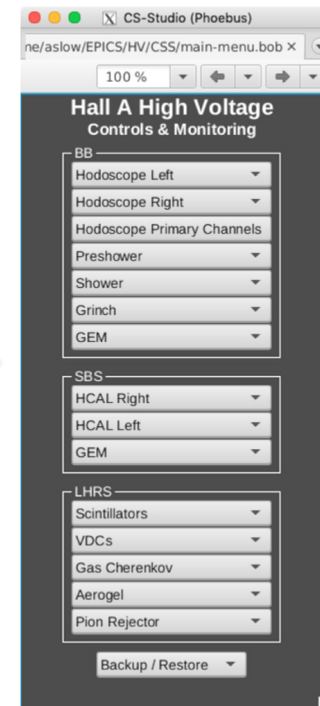 CS-Studio (Phoebus)
ne/aslow/EPICS/HV/CSS/main-menu.bob
100 %
Hall A High Voltage
Controls & Monitoring
BB
Hodoscope Left
Hodoscope Right
Hodoscope Primary Channels
Preshower
Shower
Grinch
GEM
SBS
HCAL Right
HCAL Left
GEM
LHRS
Scintillators
VDCs
Gas Cherenkov
Aerogel
Pion Rejector
Backup / Restore